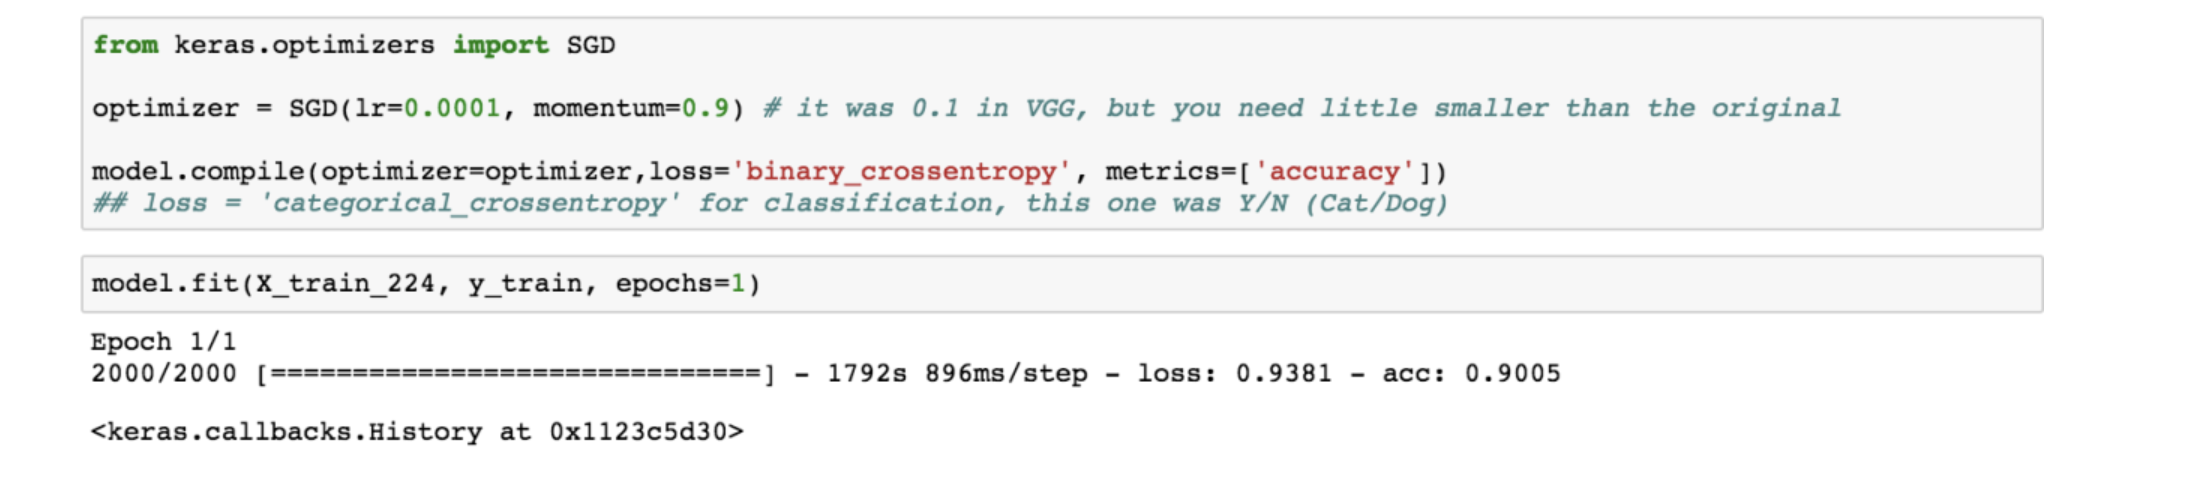 from keras.optimizers import SGD
optimizer = SGD(lr=0.0001, momentum=0.9) # it was 0.1 in VGG, but you need little smaller than the original
model.compile(optimizer=optimizer,loss='binary_crossentropy', metrics=['accuracy'])
## loss = 'categorical_crossentropy' for classification, this one was Y/N (Cat/Dog)
model.fit(X_train_224, y_train, epochs=1)
Epoch 1/1
2000/2000 [==============================] - 1792s 896ms/step - loss: 0.9381 - acc: 0.9005
<keras.callbacks.History at 0x1123c5d30>